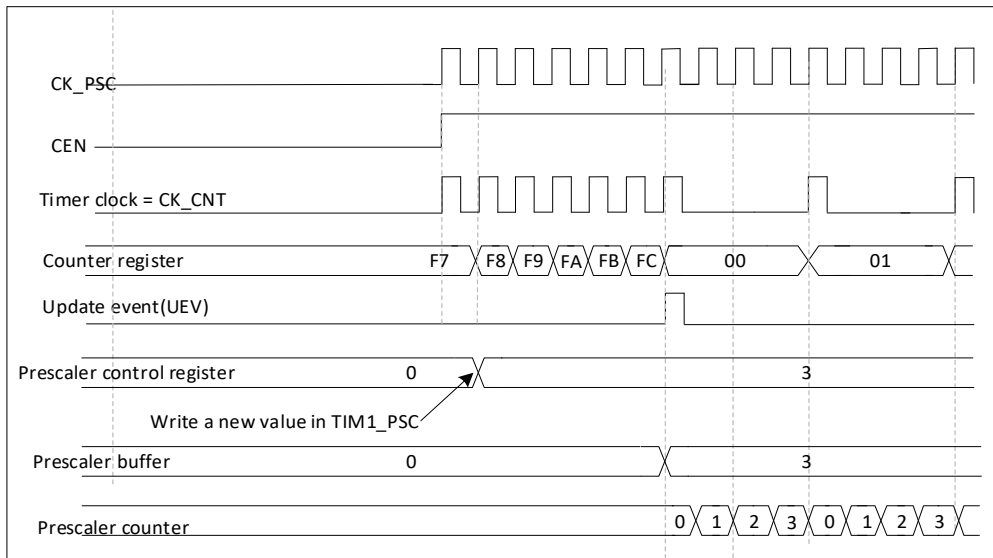 CK_PSC
CEN
Timer clock = CK_CNT
Counter register F7 F8 F9 FA FB FC 00 01
Update event(UEV)
Prescaler control register 0 3
Write a new value in TIM1_PSC
Prescaler buffer 0 3
Prescaler counter 0 1 2 3 0 1 2 3